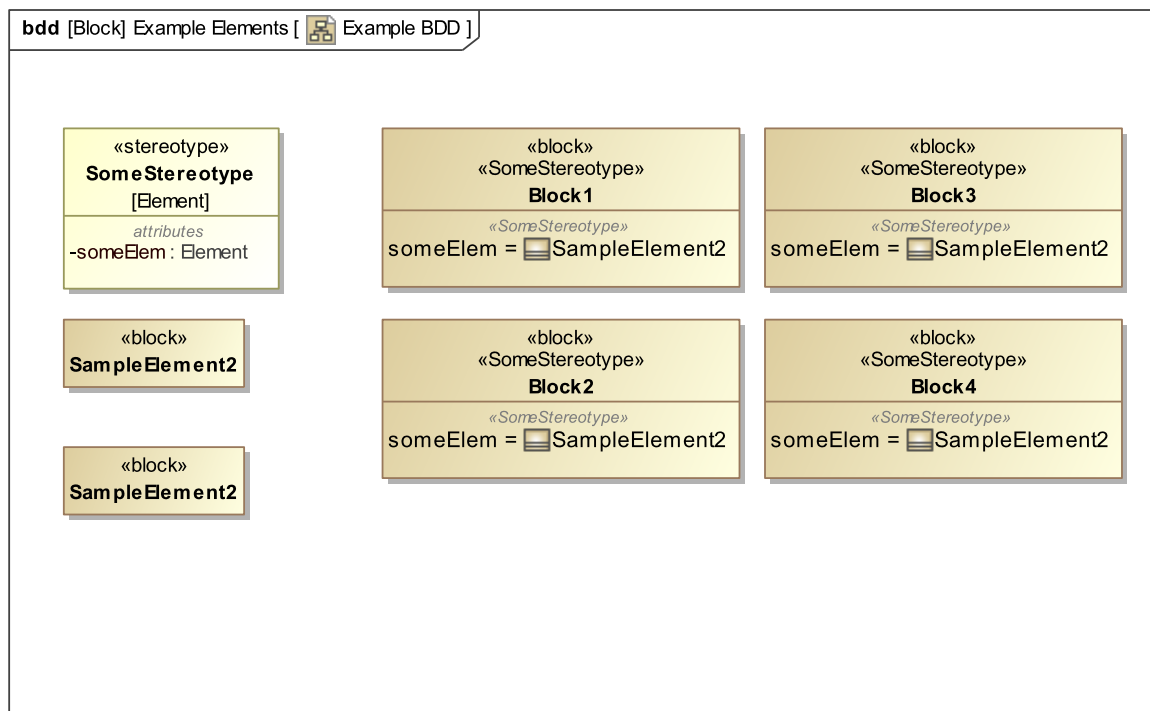 bdd [Block] Example Elements [ Example BDD ]
«stereotype»
SomeStereotype
[Element]
attributes
-someElem : Element
«block»
SampleElement2
«block»
SampleElement2
«block»
«SomeStereotype»
Block1
«SomeStereotype»
someElem = SampleElement2
«block»
«SomeStereotype»
Block3
«SomeStereotype»
someElem = SampleElement2
«block»
«SomeStereotype»
Block2
«SomeStereotype»
someElem = SampleElement2
«block»
«SomeStereotype»
Block4
«SomeStereotype»
someElem = SampleElement2